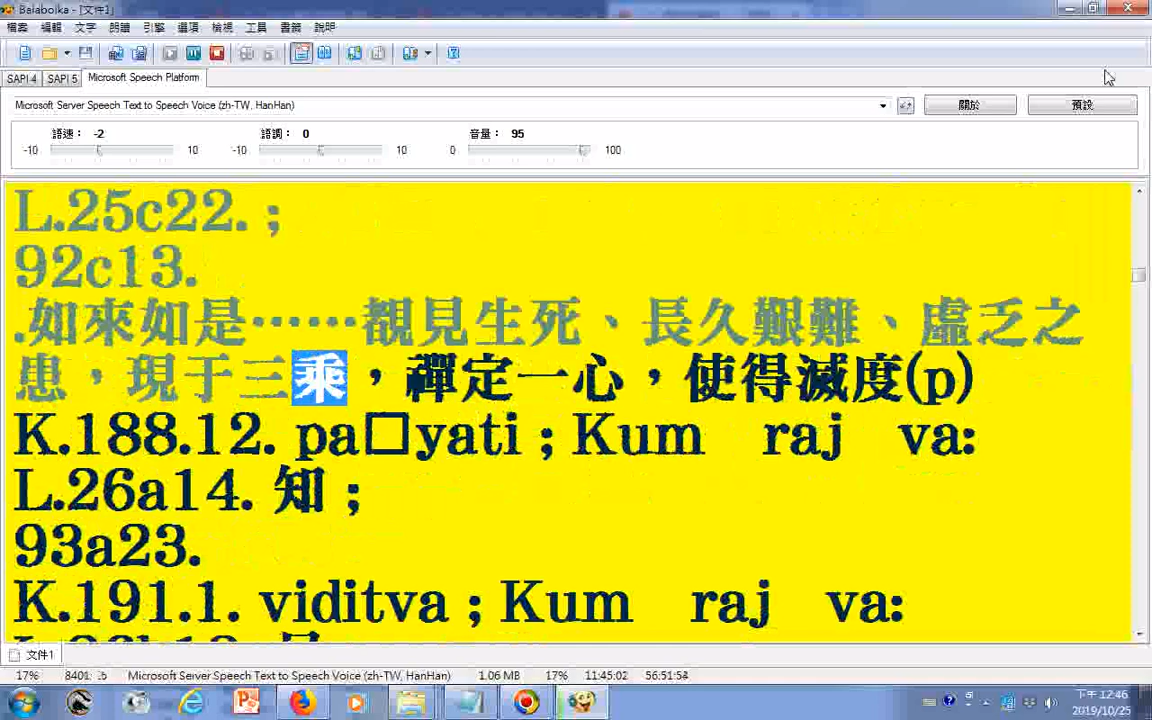 Balabolka - [文件1]
檔案 編輯 文字 朗讀 引擎 選項 檢視 工具 書籤 說明
SAPI 4 SAPI 5 Microsoft Speech Platform
Microsoft Server Speech Text to Speech Voice (zh-TW, HanHan) 關於 預設
語速： -2 語調： 0 音量： 95
-10 10 -10 10 0 100
L.25c22. ;
92c13.
.如來如是……覩見生死、長久艱難、虛乏之
患，現于三乘，禪定一心，使得滅度(p)
K.188.12. pa□yati ; Kum raj va:
L.26a14. 知 ;
93a23.
K.191.1. viditva ; Kum raj va:
文件1
17% Microsoft Server Speech Text to Speech Voice (zh-TW, HanHan) 1.06 MB 17% 11:45:02 56:51:54
下午 12:46
2019/10/25